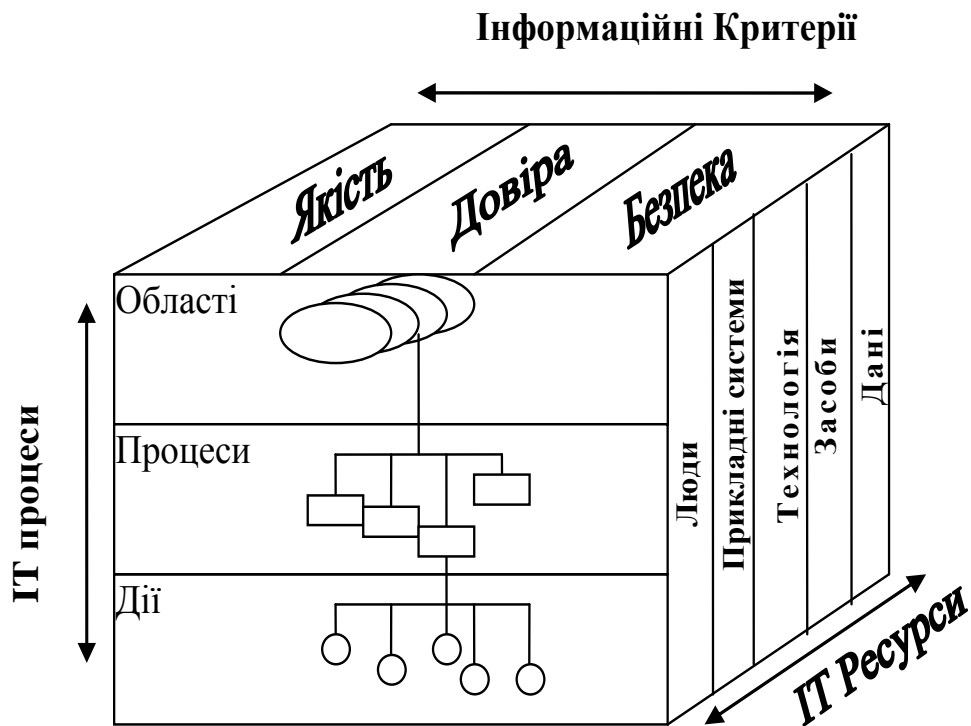 Інформаційні Критерії
Якість
Довіра
Безпека
Області
Процеси
Дії
ІТ процеси
Люди
Прикладні системи
Технологія
Засоби
Дані
ІТ Ресурси